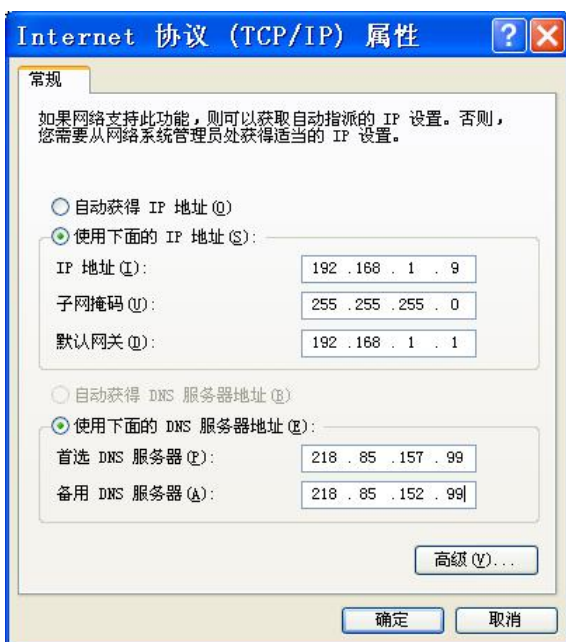 Internet 协议 (TCP/IP) 属性
常规
如果网络支持此功能，则可以获取自动指派的 IP 设置。否则，
您需要从网络系统管理员处获得适当的 IP 设置。
自动获得 IP 地址(O)
使用下面的 IP 地址(S):
IP 地址(I): 192 .168 . 1 . 9
子网掩码(U): 255 .255 .255 . 0
默认网关(D): 192 .168 . 1 . 1
自动获得 DNS 服务器地址(B)
使用下面的 DNS 服务器地址(E):
首选 DNS 服务器(P): 218 . 85 .157 . 99
备用 DNS 服务器(A): 218 . 85 .152 . 99
高级(V)...
确定 取消